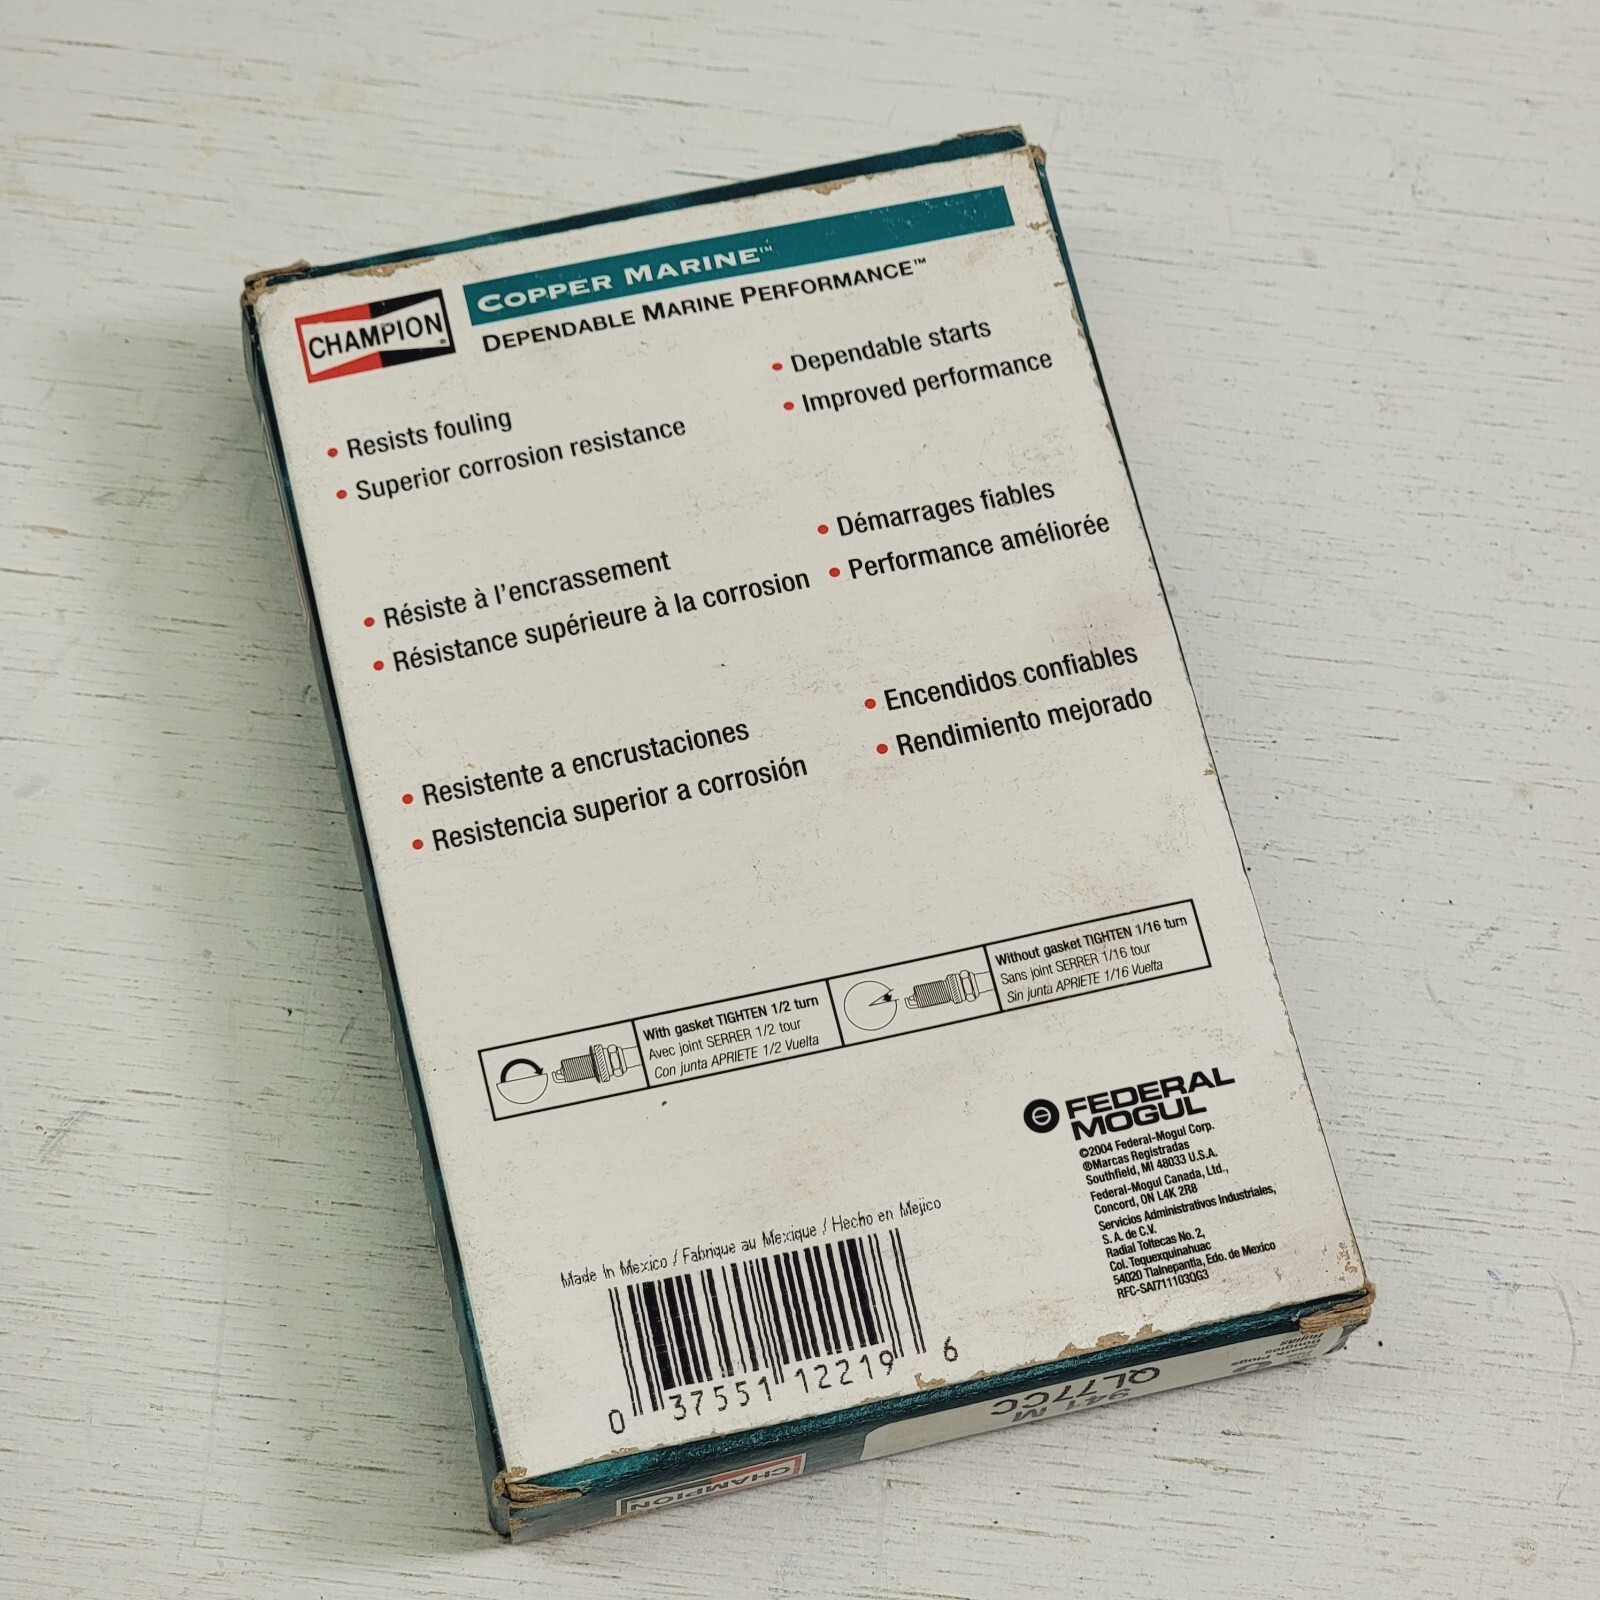 CHAMPION®
COPPER MARINE™
DEPENDABLE MARINE PERFORMANCE™
• Resists fouling
• Superior corrosion resistance
• Dependable starts
• Improved performance
• Résiste à l'encrassement
• Résistance supérieure à la corrosion
• Démarrages fiables
• Performance améliorée
• Resistente a encrustaciones
• Resistencia superior a corrosión
• Encendidos confiables
• Rendimiento mejorado
With gasket TIGHTEN 1/2 turn
Avec joint SERRER 1/2 tour
Con junta APRIETE 1/2 Vuelta
Without gasket TIGHTEN 1/16 turn
Sans joint SERRER 1/16 tour
Sin junta APRIETE 1/16 Vuelta
FEDERAL
MOGUL
©2004 Federal-Mogul Corp.
®Marcas Registradas
Southfield, MI 48033 U.S.A.
Federal-Mogul Canada, Ltd.,
Concord, ON L4K 2R8
Servicios Administrativos Industriales,
S. A. de C.V.
Radial Toltecas No. 2,
Col. Tequexquinahuac
54020 Tlalnepantla, Edo. de Mexico
RFC-SAI711103QG3
Made In Mexico / Fabrique au Mexique / Hecho en Mejico
0 37551 12219 6
CHAMPION
941 M
QL77CC
Spark Plugs
Bougies
Bujías